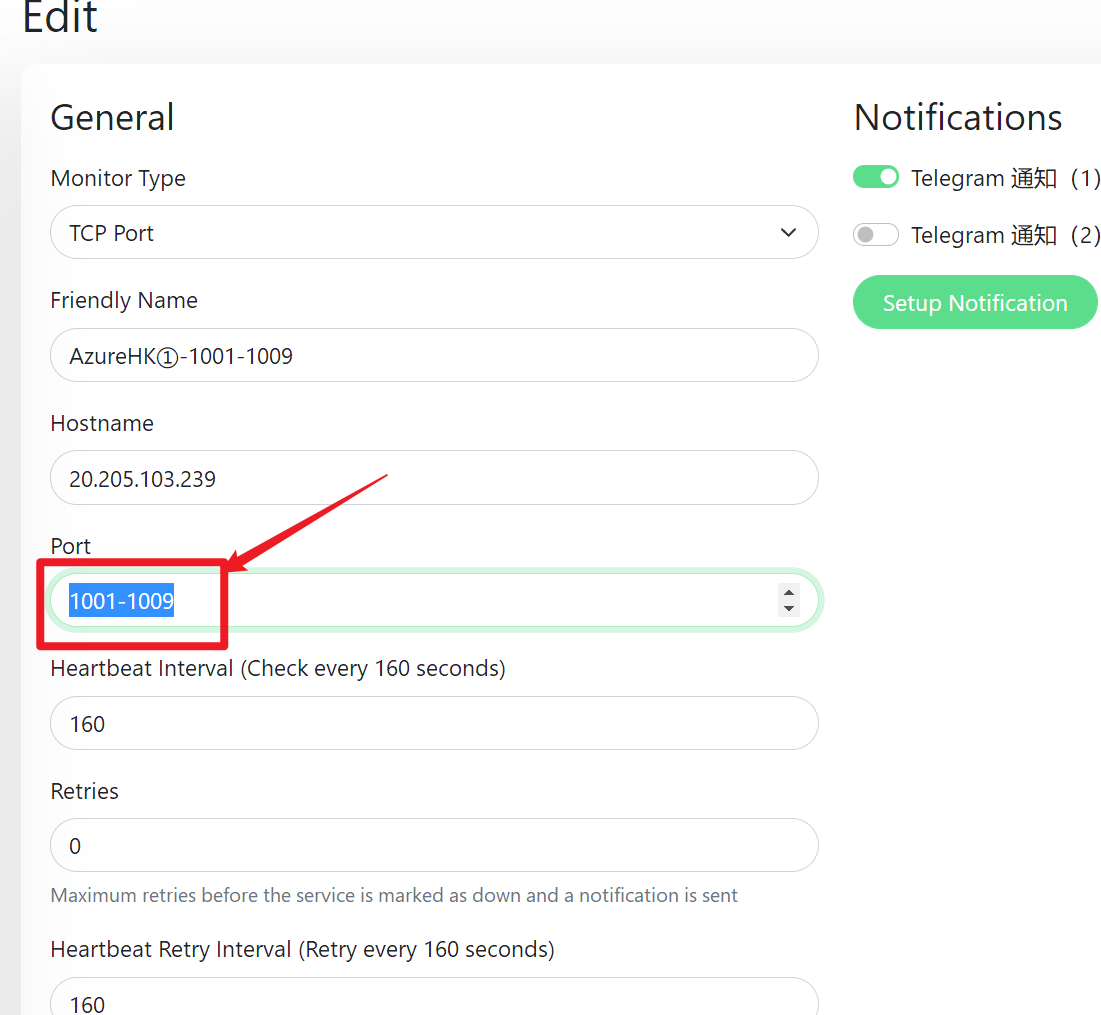 Edit
General
Monitor Type
TCP Port
Friendly Name
AzureHK①-1001-1009
Hostname
20.205.103.239
Port
1001-1009
Heartbeat Interval (Check every 160 seconds)
160
Retries
0
Maximum retries before the service is marked as down and a notification is sent
Heartbeat Retry Interval (Retry every 160 seconds)
160
Notifications
Telegram 通知（1）
Telegram 通知（2）
Setup Notification